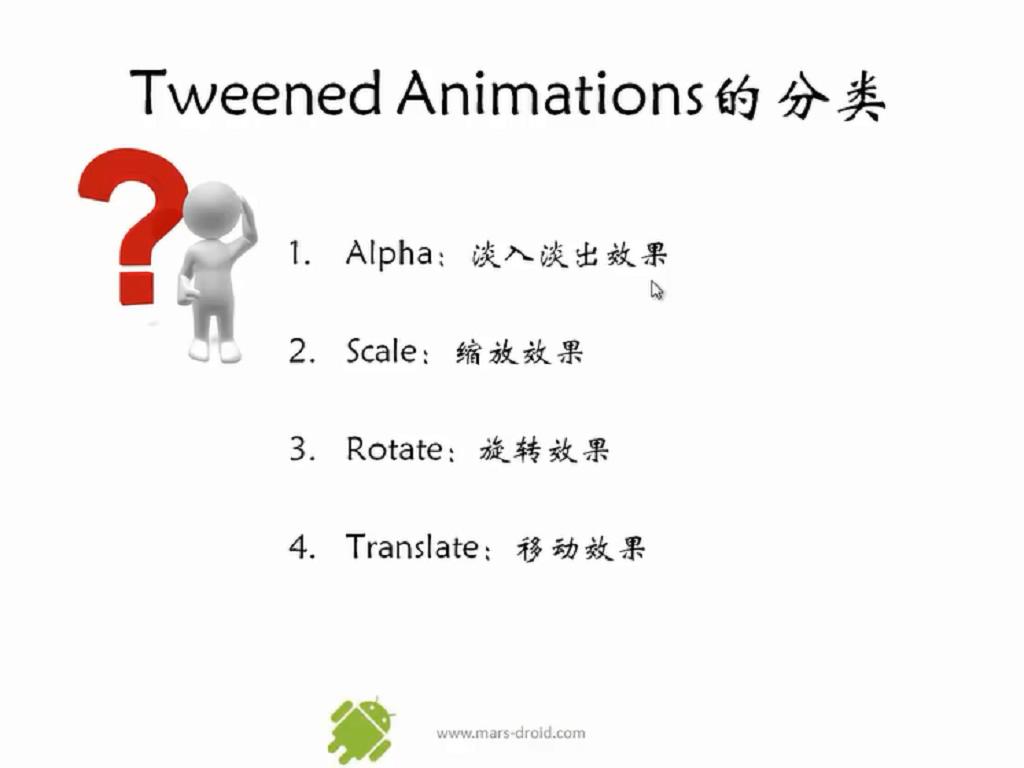 Tweened Animations的分类
1. Alpha：淡入淡出效果
2. Scale：缩放效果
3. Rotate：旋转效果
4. Translate：移动效果
www.mars-droid.com